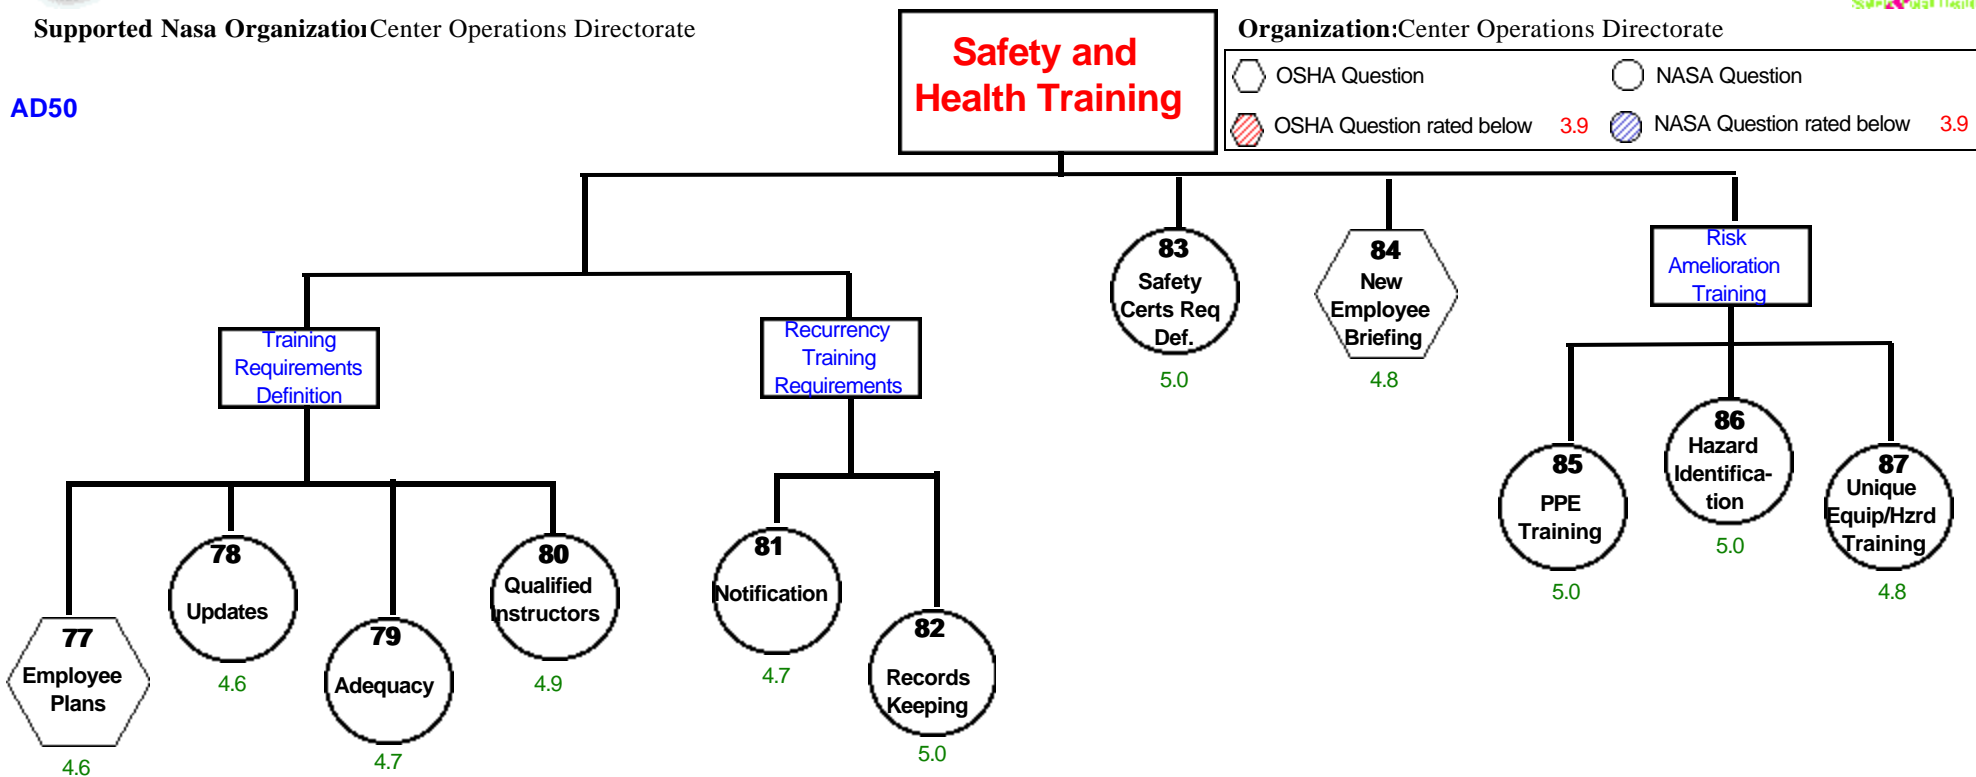 Supported Nasa Organization Center Operations Directorate
Organization:Center Operations Directorate
AD50
Safety and
Health Training
OSHA Question
NASA Question
OSHA Question rated below 3.9
NASA Question rated below 3.9
83
Safety
Certs Req
Def.
5.0
84
New
Employee
Briefing
4.8
Risk
Amelioration
Training
Training
Requirements
Definition
Recurrency
Training
Requirements
77
Employee
Plans
4.6
78
Updates
4.6
79
Adequacy
4.7
80
Qualified
Instructors
4.9
81
Notification
4.7
82
Records
Keeping
5.0
85
PPE
Training
5.0
86
Hazard
Identifica-
tion
5.0
87
Unique
Equip/Hzrd
Training
4.8